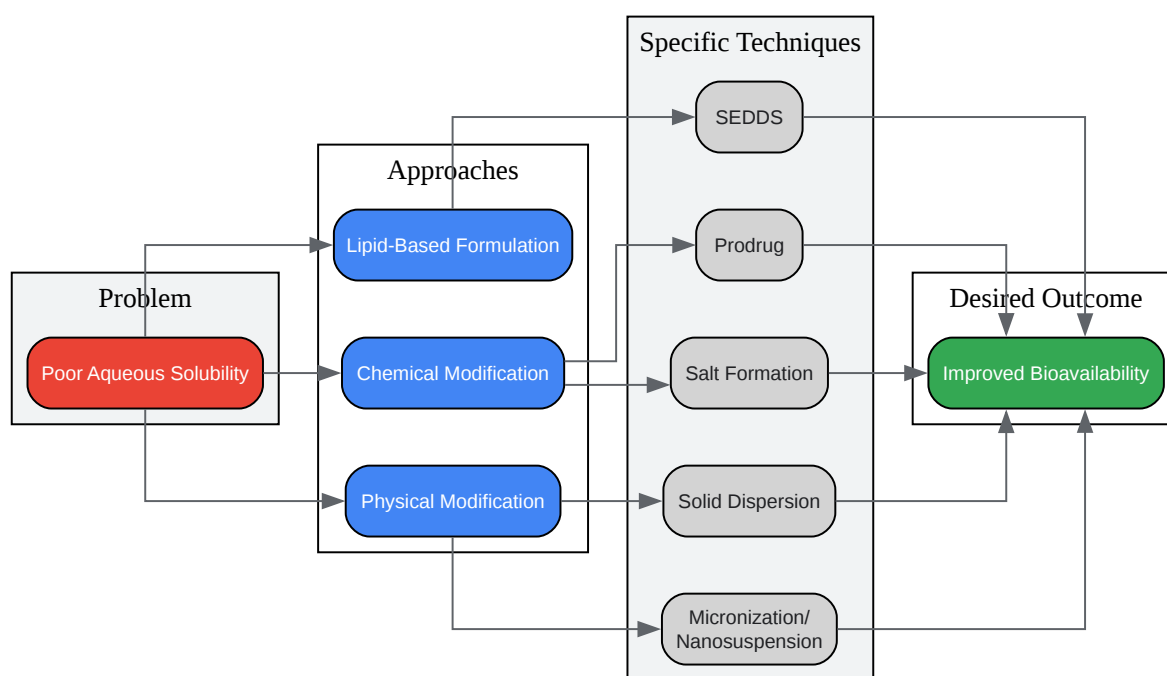 Specific Techniques
SEDDS
Approaches
Lipid-Based Formulation
Prodrug
Problem
Desired Outcome
Poor Aqueous Solubility
Chemical Modification
Salt Formation
Improved Bioavailability
Physical Modification
Solid Dispersion
Micronization/
Nanosuspension